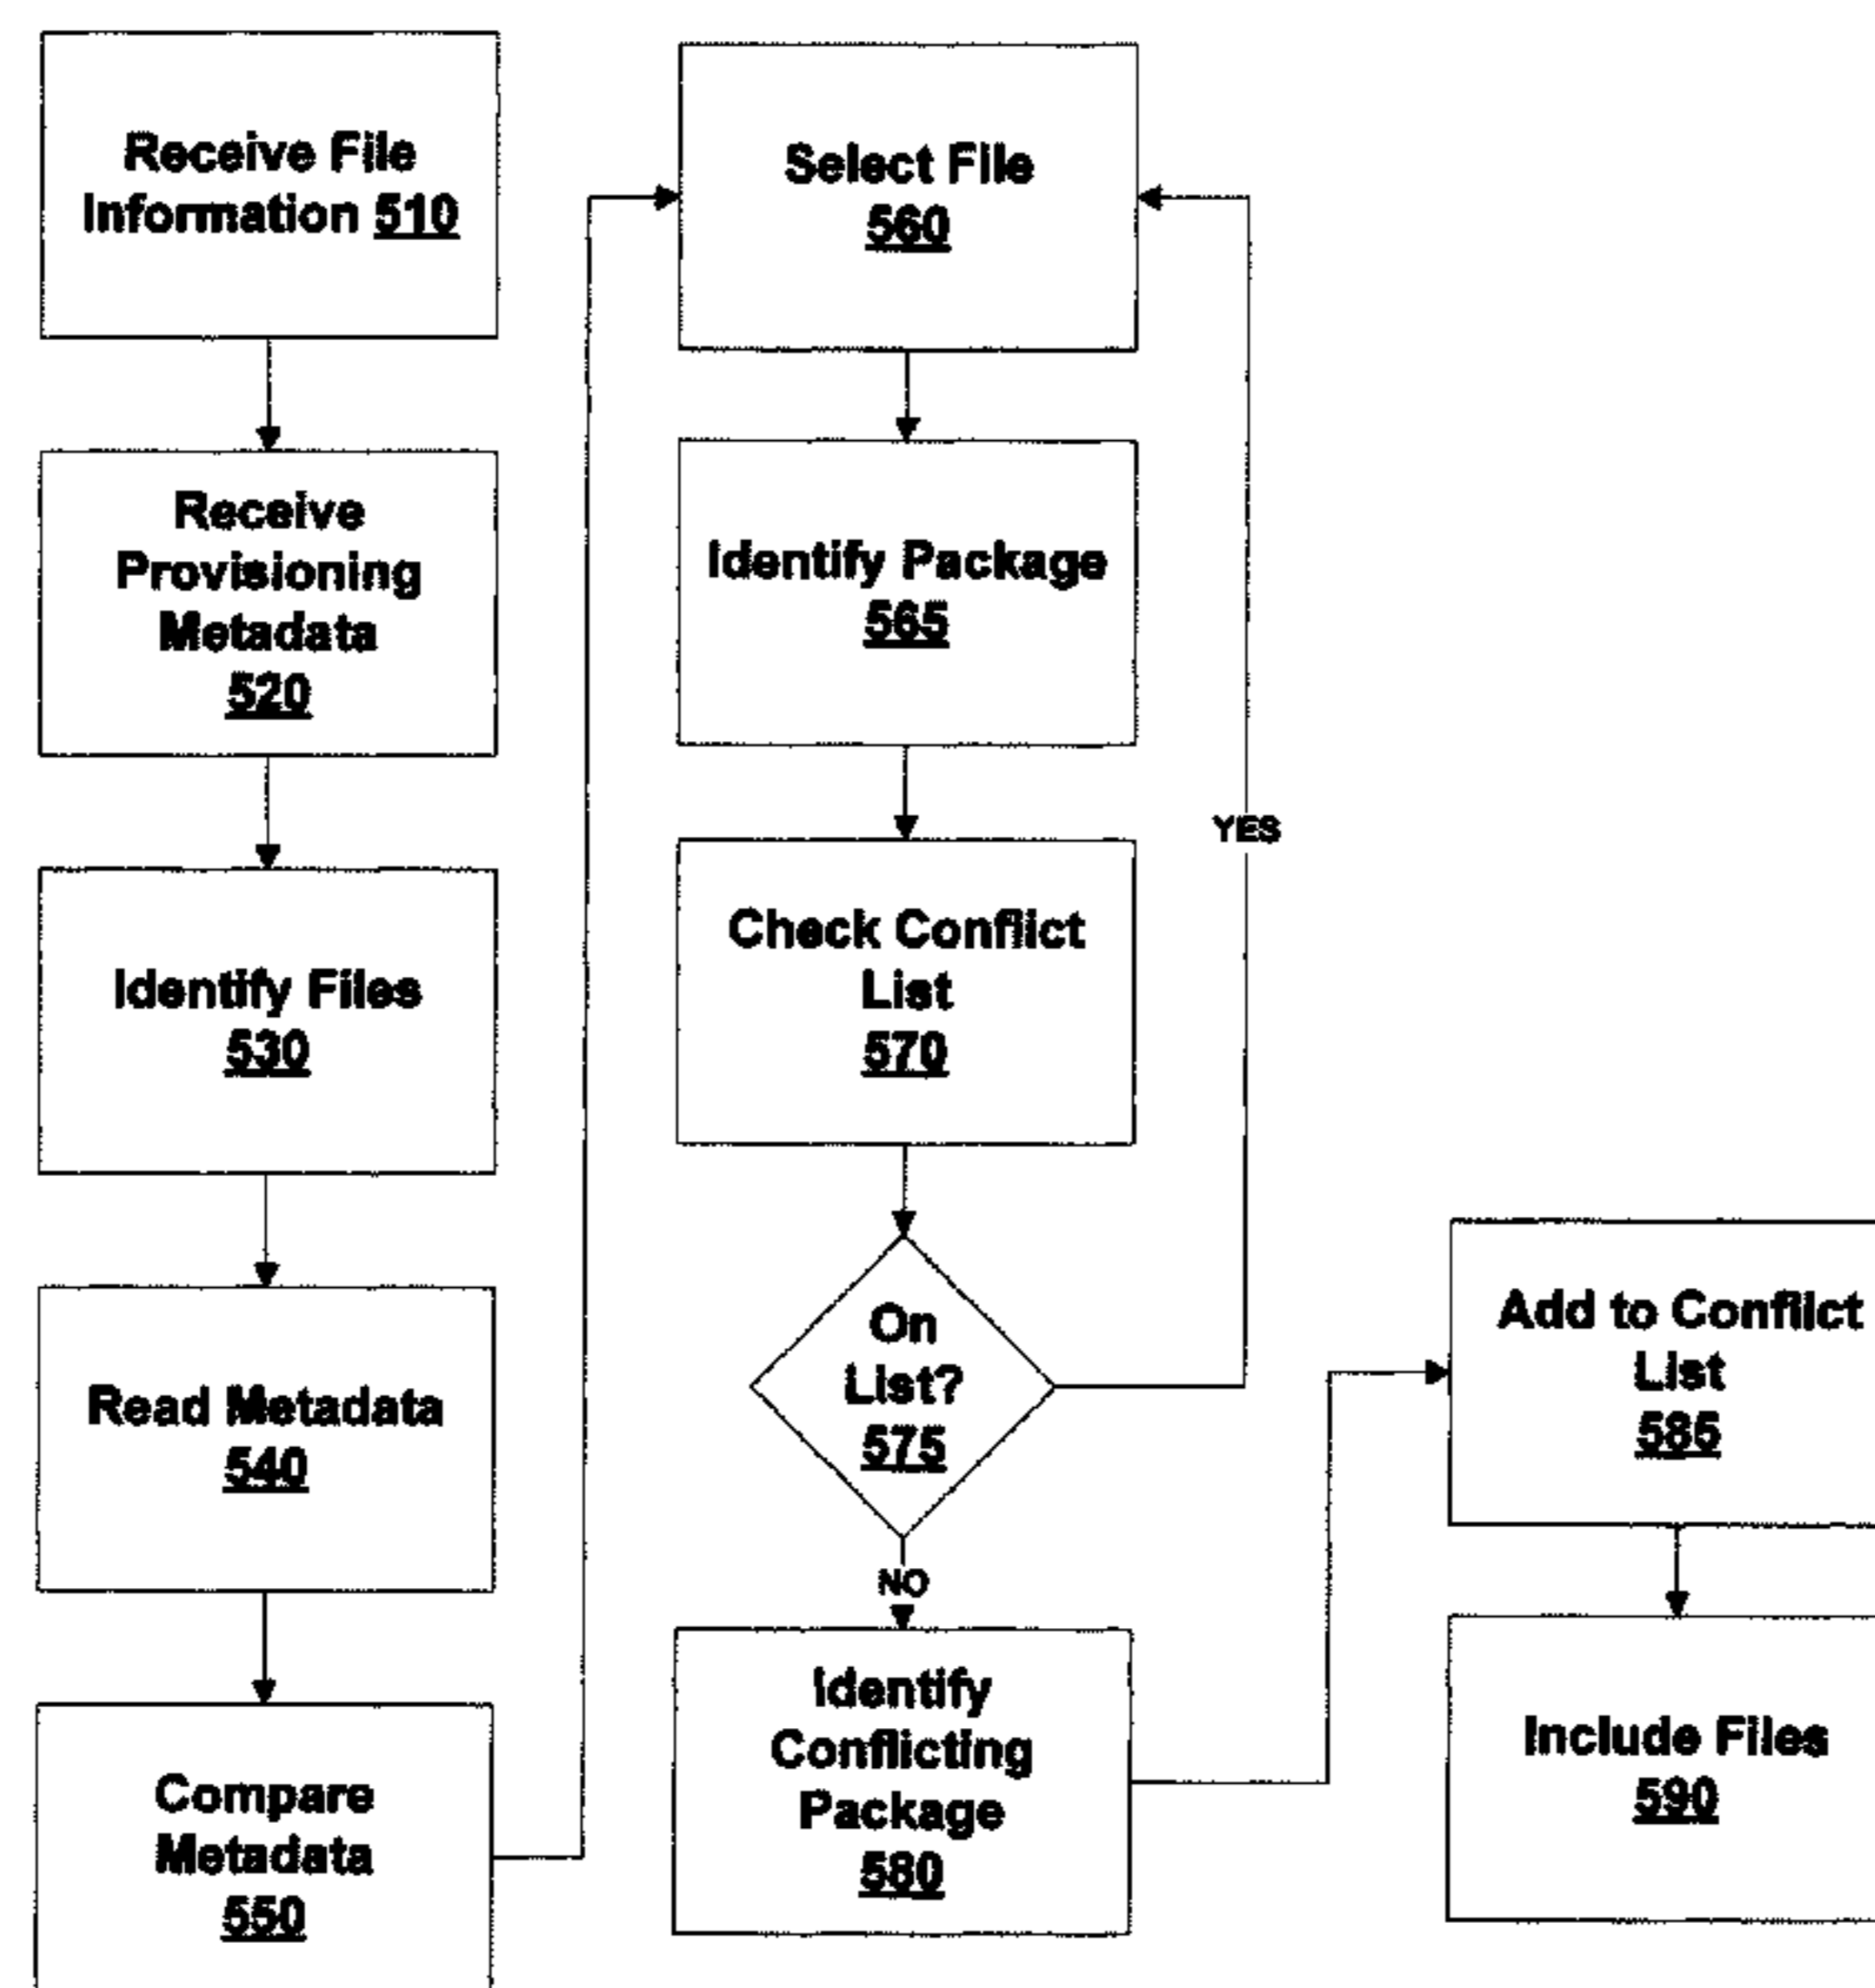 Receive File
Information 510
Receive
Provisioning
Metadata
520
Identify Files
530
Read Metadata
540
Compare
Metadata
550
Select File
560
Identify Package
565
Check Conflict
List
570
On
List?
575
YES
NO
Identify
Conflicting
Package
580
Add to Conflict
List
585
Include Files
590